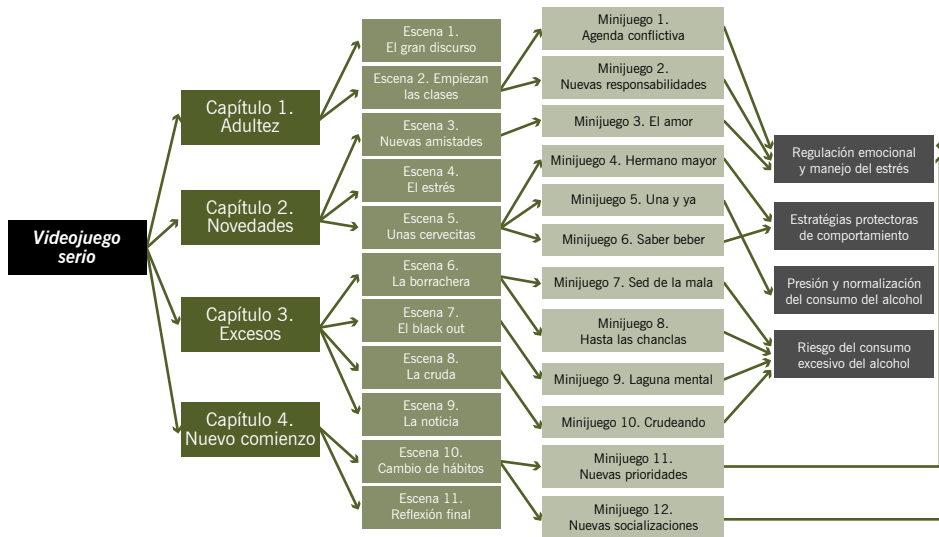 Videojuego
serio
Capítulo 1.
Adultez
Capítulo 2.
Novedades
Capítulo 3.
Excesos
Capítulo 4.
Nuevo comienzo
Escena 1.
El gran discurso
Escena 2. Empiezan
las clases
Escena 3.
Nuevas amistades
Escena 4.
El estrés
Escena 5.
Unas cervecitas
Escena 6.
La borrachera
Escena 7.
El black out
Escena 8.
La cruda
Escena 9.
La noticia
Escena 10.
Cambio de hábitos
Escena 11.
Reflexión final
Minijuego 1.
Agenda conflictiva
Minijuego 2.
Nuevas responsabilidades
Minijuego 3. El amor
Minijuego 4. Hermano mayor
Minijuego 5. Una y ya
Minijuego 6. Saber beber
Minijuego 7. Sed de la mala
Minijuego 8.
Hasta las chanclas
Minijuego 9. Laguna mental
Minijuego 10. Crudeando
Minijuego 11.
Nuevas prioridades
Minijuego 12.
Nuevas socializaciones
Regulación emocional
y manejo del estrés
Estratégias protectoras
de comportamiento
Presión y normalización
del consumo del alcohol
Riesgo del consumo
excesivo del alcohol